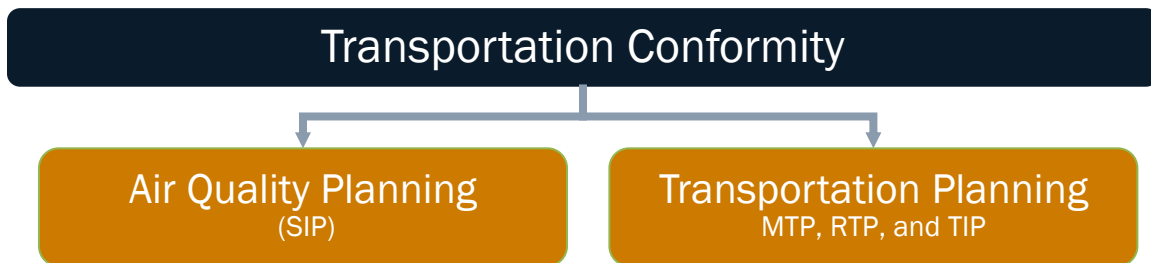 Transportation Conformity
Air Quality Planning
(SIP)
Transportation Planning
MTP, RTP, and TIP